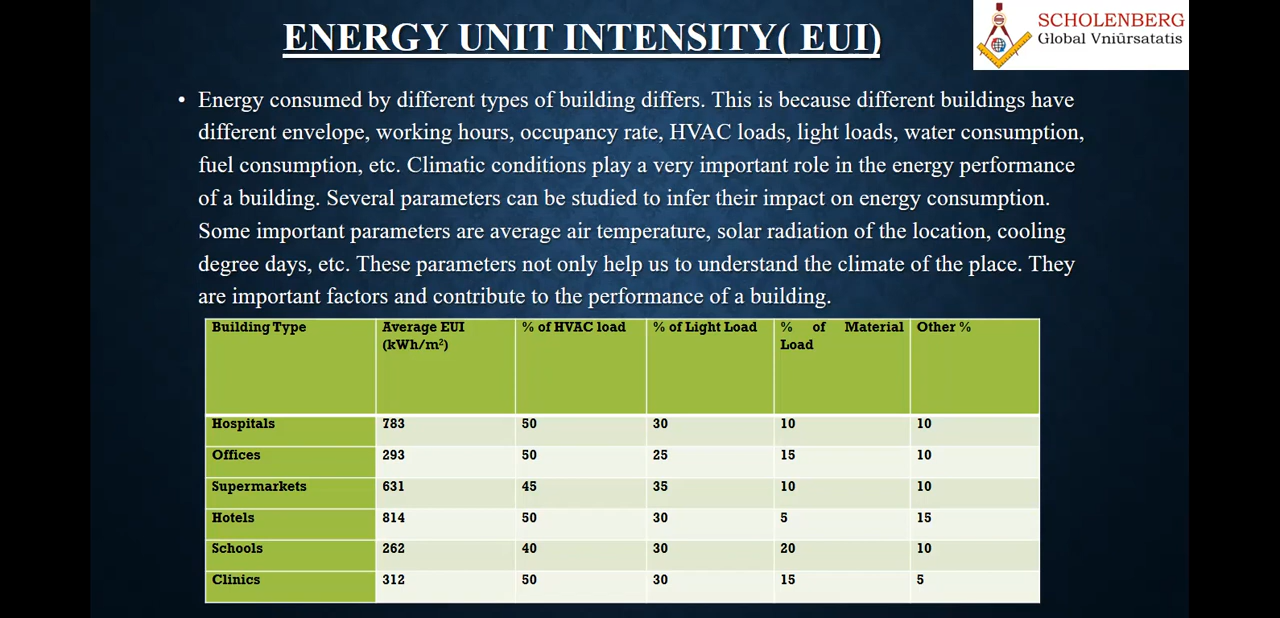 ENERGY UNIT INTENSITY( EUI)
SCHOLENBERG
Global Vniūrsatatis
• Energy consumed by different types of building differs. This is because different buildings have
different envelope, working hours, occupancy rate, HVAC loads, light loads, water consumption,
fuel consumption, etc. Climatic conditions play a very important role in the energy performance
of a building. Several parameters can be studied to infer their impact on energy consumption.
Some important parameters are average air temperature, solar radiation of the location, cooling
degree days, etc. These parameters not only help us to understand the climate of the place. They
are important factors and contribute to the performance of a building.
Building Type Average EUI (kWh/m²) % of HVAC load % of Light Load % of Material Load Other %
Hospitals 783 50 30 10 10
Offices 293 50 25 15 10
Supermarkets 631 45 35 10 10
Hotels 814 50 30 5 15
Schools 262 40 30 20 10
Clinics 312 50 30 15 5